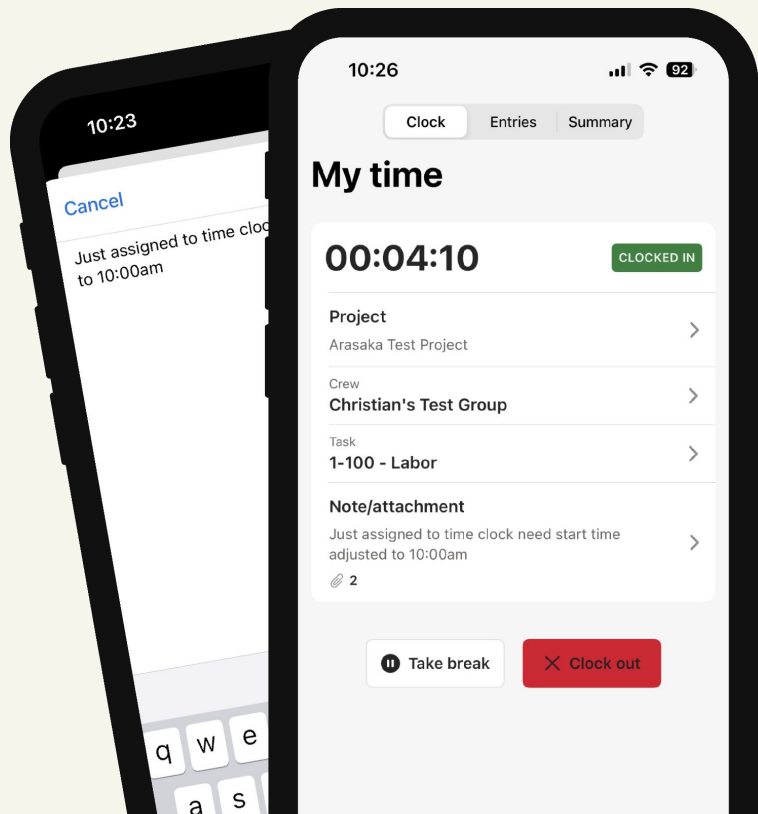 10:23
Cancel
Just assigned to time
to 10:00am
q w e
a s
10:26
92
Clock Entries Summary
My time
00:04:10 CLOCKED IN
Project
Arasaka Test Project
Crew
Christian's Test Group
Task
1-100 - Labor
Note/attachment
Just assigned to time clock need start time
adjusted to 10:00am
2
Take break Clock out